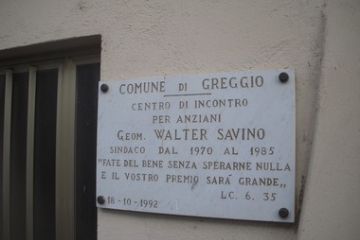 COMUNE DI GREGGIO
CENTRO DI INCONTRO
PER ANZIANI
GEOM. WALTER SAVINO
SINDACO DAL 1970 AL 1985
"FATE DEL BENE SENZA SPERARNE NULLA
E IL VOSTRO PREMIO SARÀ GRANDE„
LC. 6. 35
18-10-1992